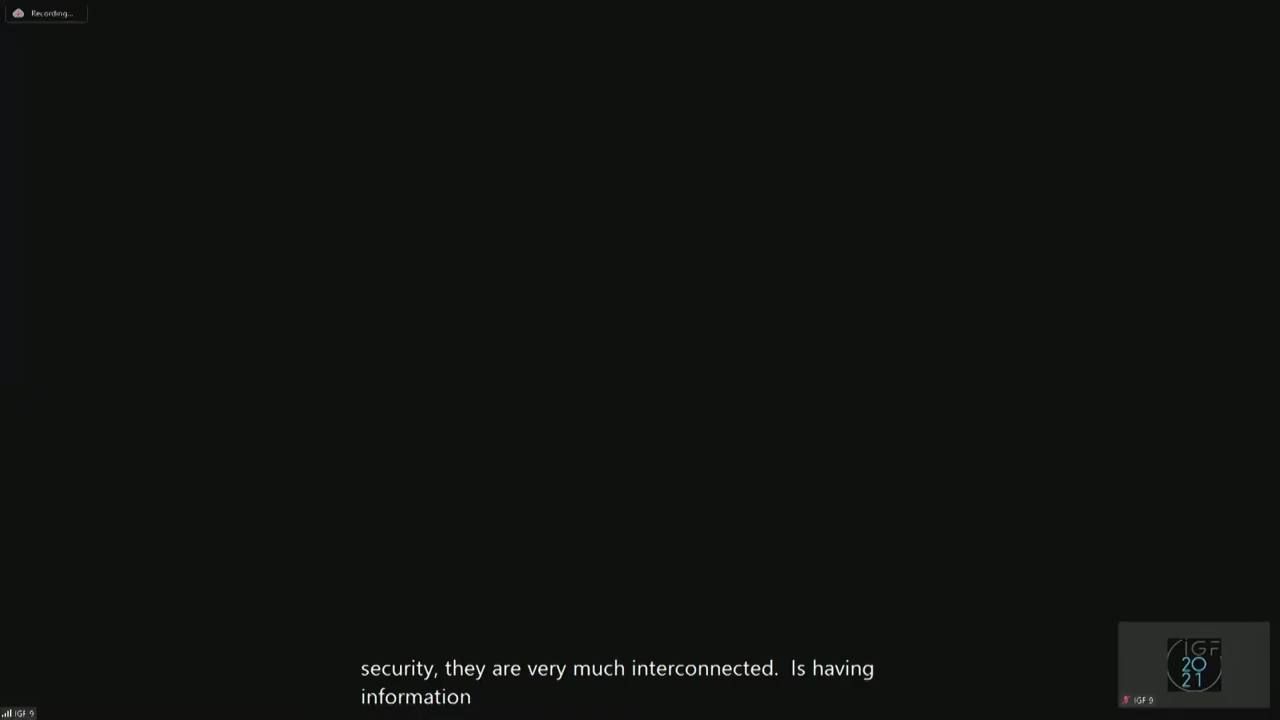 Recording...
security, they are very much interconnected.  Is having
information
IGF
20
21
IGF 9
IGF 9